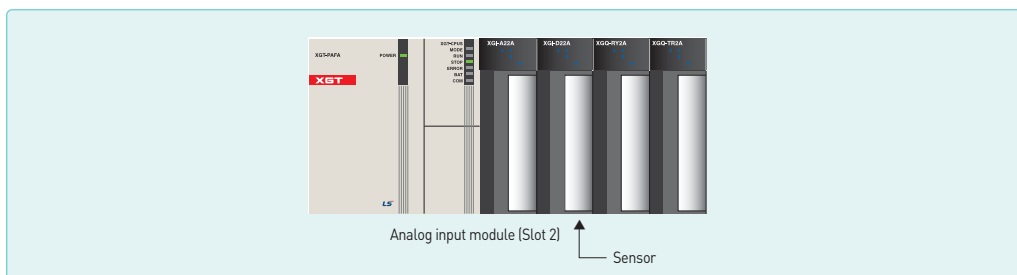 XGT-PAFA
POWER
XGT
LS
XGT-CPUS
MODE
RUN
STOP
ERROR
BAT
COM
XGI-A22A
XGI-D22A
XGQ-RY2A
XGQ-TR2A
Analog input module (Slot 2)
Sensor